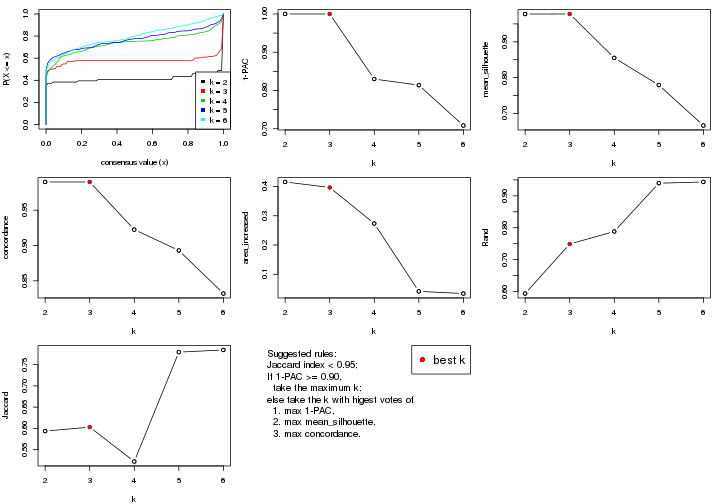 P(X <= x)
1.0
0.8
0.6
0.4
0.2
0.0
k = 2
k = 3
k = 4
k = 5
k = 6
0.0 0.2 0.4 0.6 0.8 1.0
consensus value (x)
1-PAC
1.00
0.90
0.80
0.70
2 3 4 5 6
k
mean_silhouette
0.90
0.80
0.70
2 3 4 5 6
k
concordance
0.95
0.90
0.85
2 3 4 5 6
k
area_increased
0.4
0.3
0.2
0.1
2 3 4 5 6
k
Rand
0.90
0.80
0.70
0.60
2 3 4 5 6
k
Jaccard
0.75
0.70
0.65
0.60
0.55
2 3 4 5 6
k
Suggested rules:
Jaccard index < 0.95;
If 1-PAC >= 0.90,
take the maximum k;
else take the k with higest votes of
1. max 1-PAC,
2. max mean_silhouette,
3. max concordance.
best k